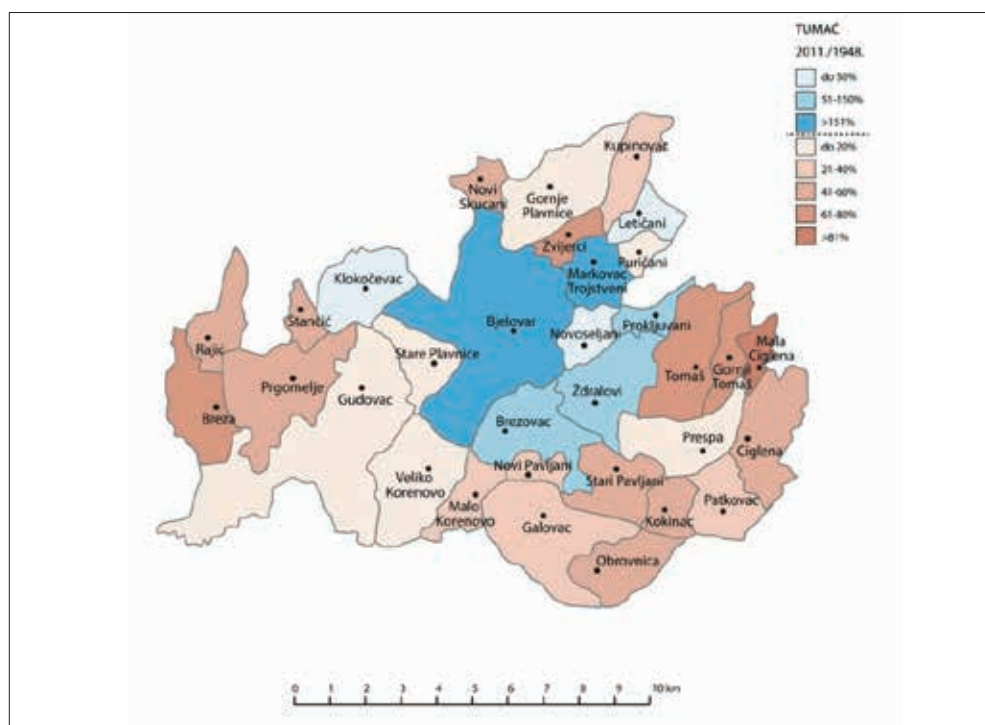 TUMAČ
2011./1948.
do 50%
51-150%
>151%
do 20%
21-40%
41-60%
61-80%
>81%
Kupinovac
Novi
Skucani
Gornje
Plavnice
Letičani
Zvijerci
Puričani
Klokočevac
Markovac
Trojstveni
Stančić
Prokljuvani
Bjelovar
Novoseljani
Rajić
Mala
Ciglena
Stare Plavnice
Tomaš
Gornji
Tomaš
Prgomelje
Gudovac
Ždralovi
Breza
Brezovac
Prespa
Ciglena
Veliko
Korenovo
Novi Pavljani
Stari Pavljani
Malo
Korenovo
Patkovac
Galovac
Kokinac
Obrovnica
0 1 2 3 4 5 6 7 8 9 10 km